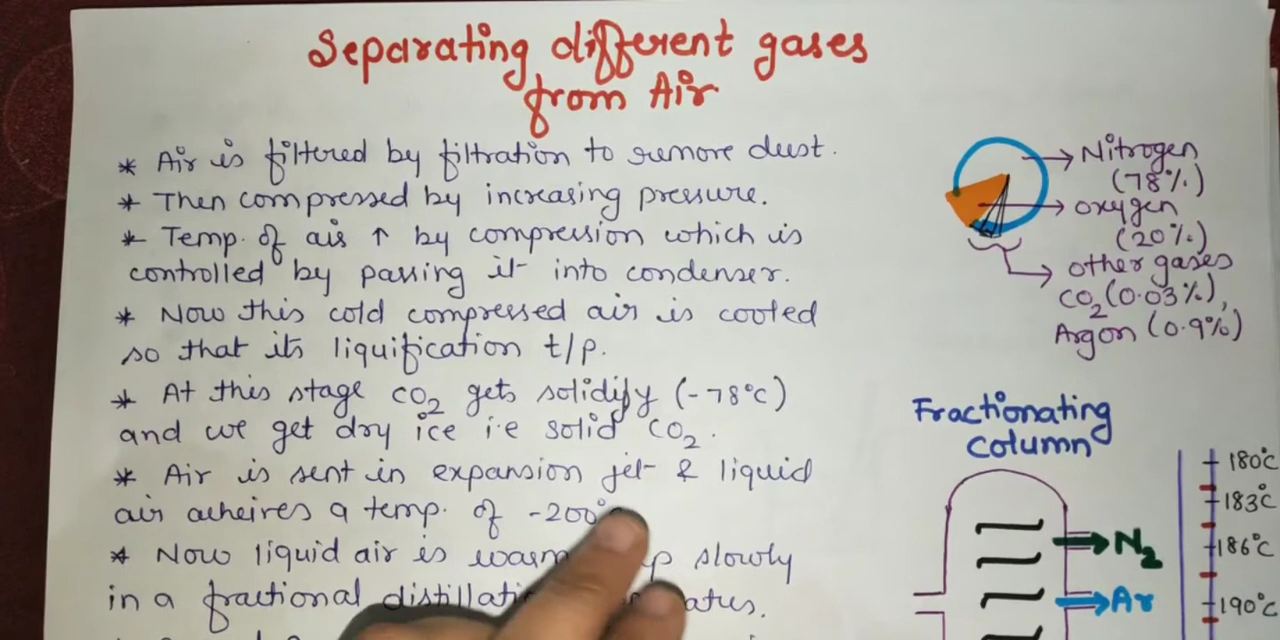 Separating different gases
from Air
* Air is filtered by filtration to remove dust.
* Then compressed by increasing pressure.
* Temp. of air ↑ by compression which is
controlled by passing it into condenser.
* Now this cold compressed air is cooled
so that its liquification t/p.
* At this stage CO2 gets solidify (-78°C)
and we get dry ice i.e solid CO2.
* Air is sent in expansion jet & liquid
air acheives a temp. of -200°
* Now liquid air is warm slowly
in a fractional
Nitrogen
(78%)
oxygen
(20%)
other gases
CO2 (0.03%),
Argon (0.9%)
Fractionating
Column
N2
Ar
180°C
183°C
186°C
190°C